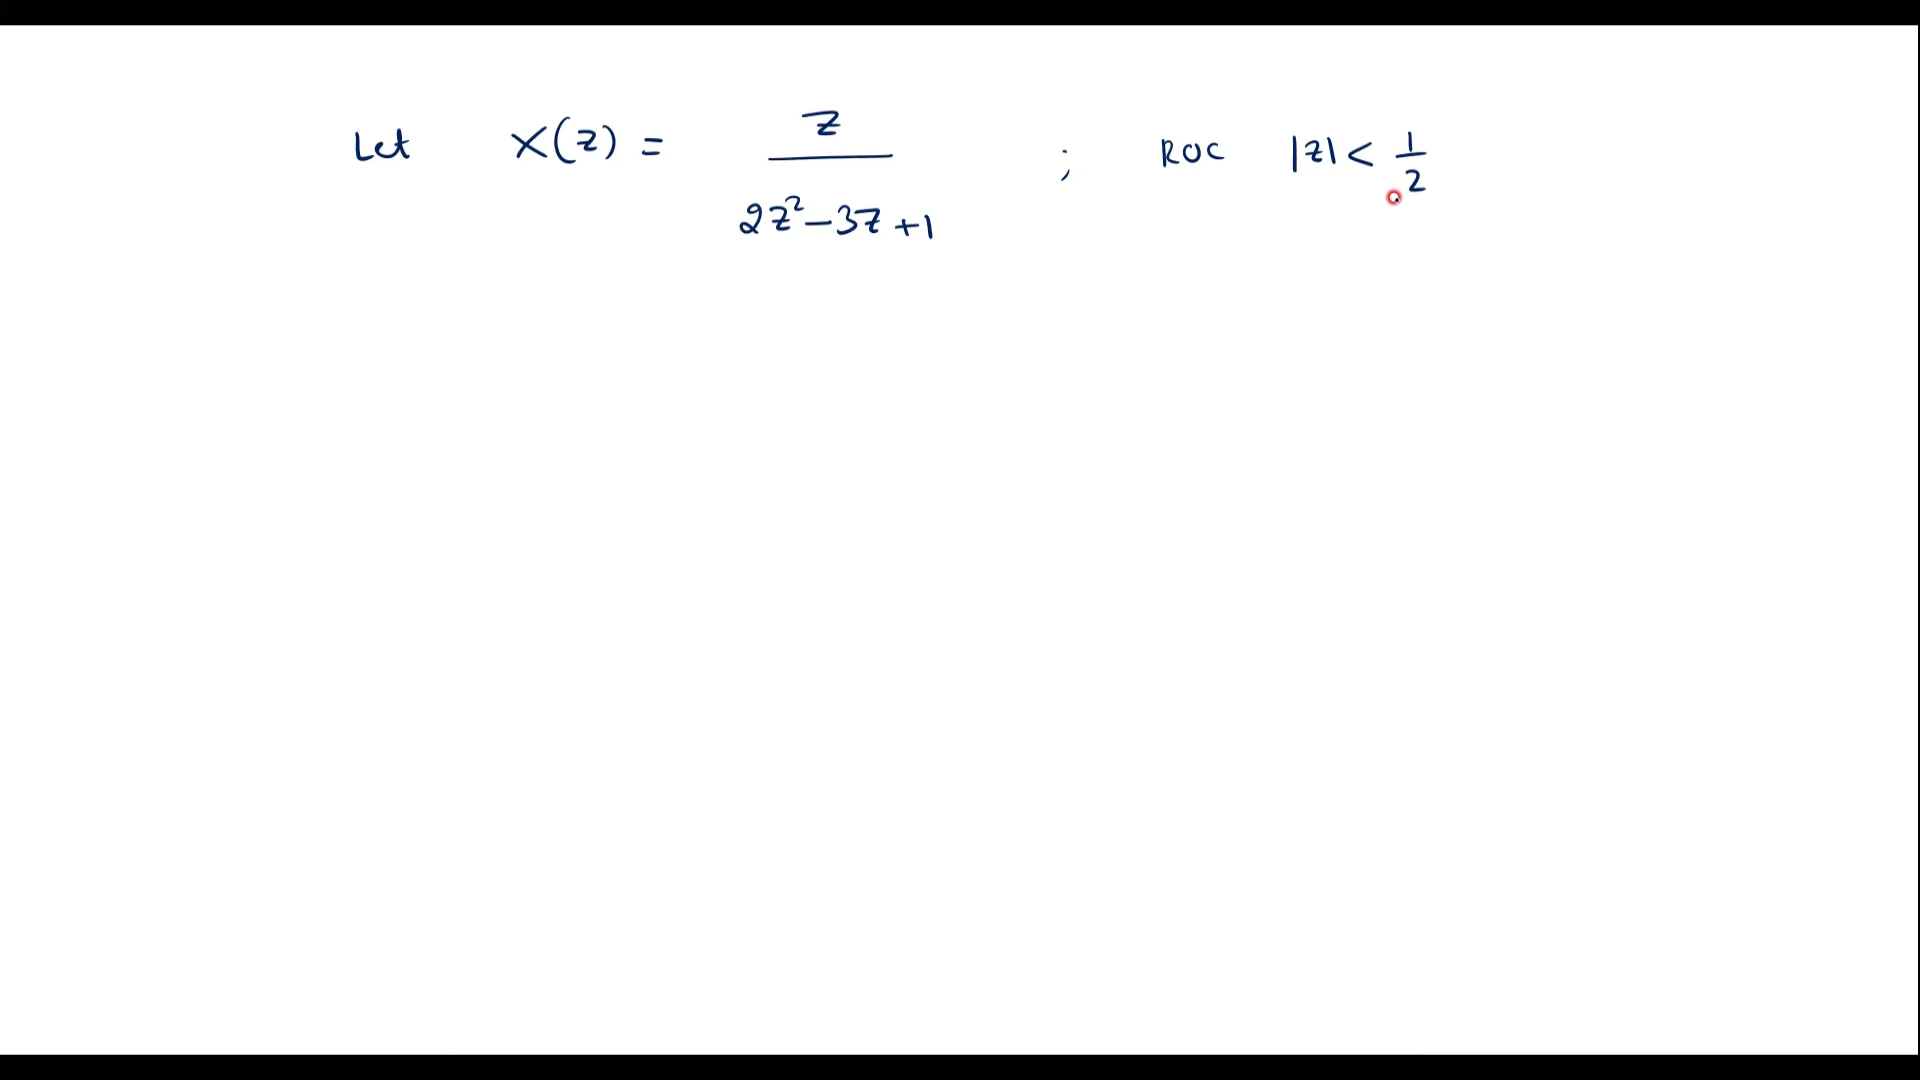 Let X(z) = z / 2z² - 3z + 1 ; ROC |z| < 1/2